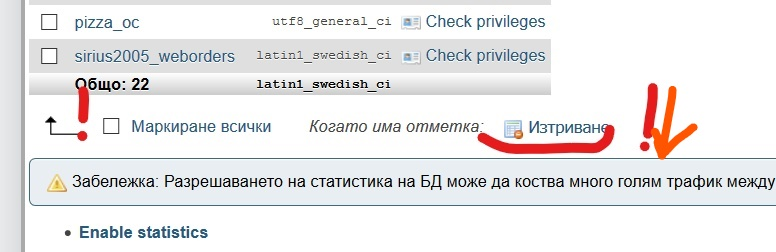 pizza_oc utf8_general_ci Check privileges
sirius2005_weborders latin1_swedish_ci Check privileges
Общо: 22 latin1_swedish_ci
! Маркиране всички Когато има отметка: Изтриване !
Забележка: Разрешаването на статистика на БД може да коства много голям трафик между
Enable statistics